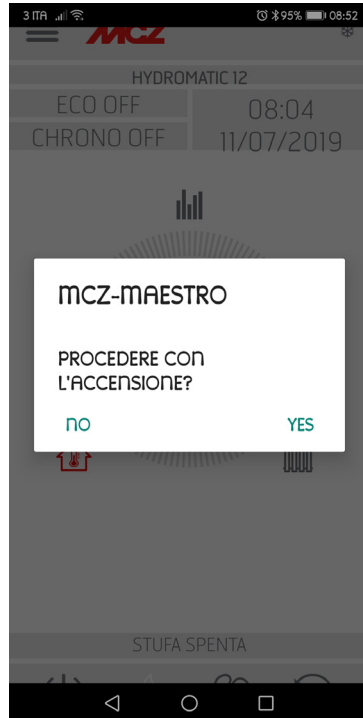 3 ITA 95% 08:52
MCZ
HYDROMATIC 12
ECO OFF
08:04
CHRONO OFF
11/07/2019
MCZ-MAESTRO
PROCEDERE CON
L'ACCENSIONE?
NO YES
STUFA SPENTA